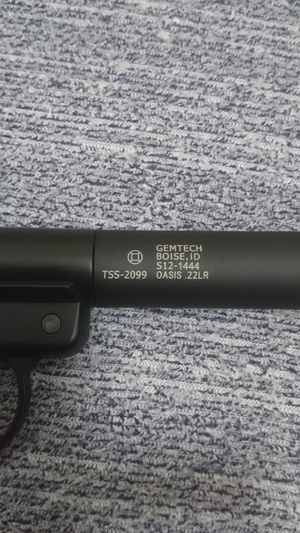 GEMTECH
BOISE,ID
S12-1444
TSS-2099 OASIS .22LR